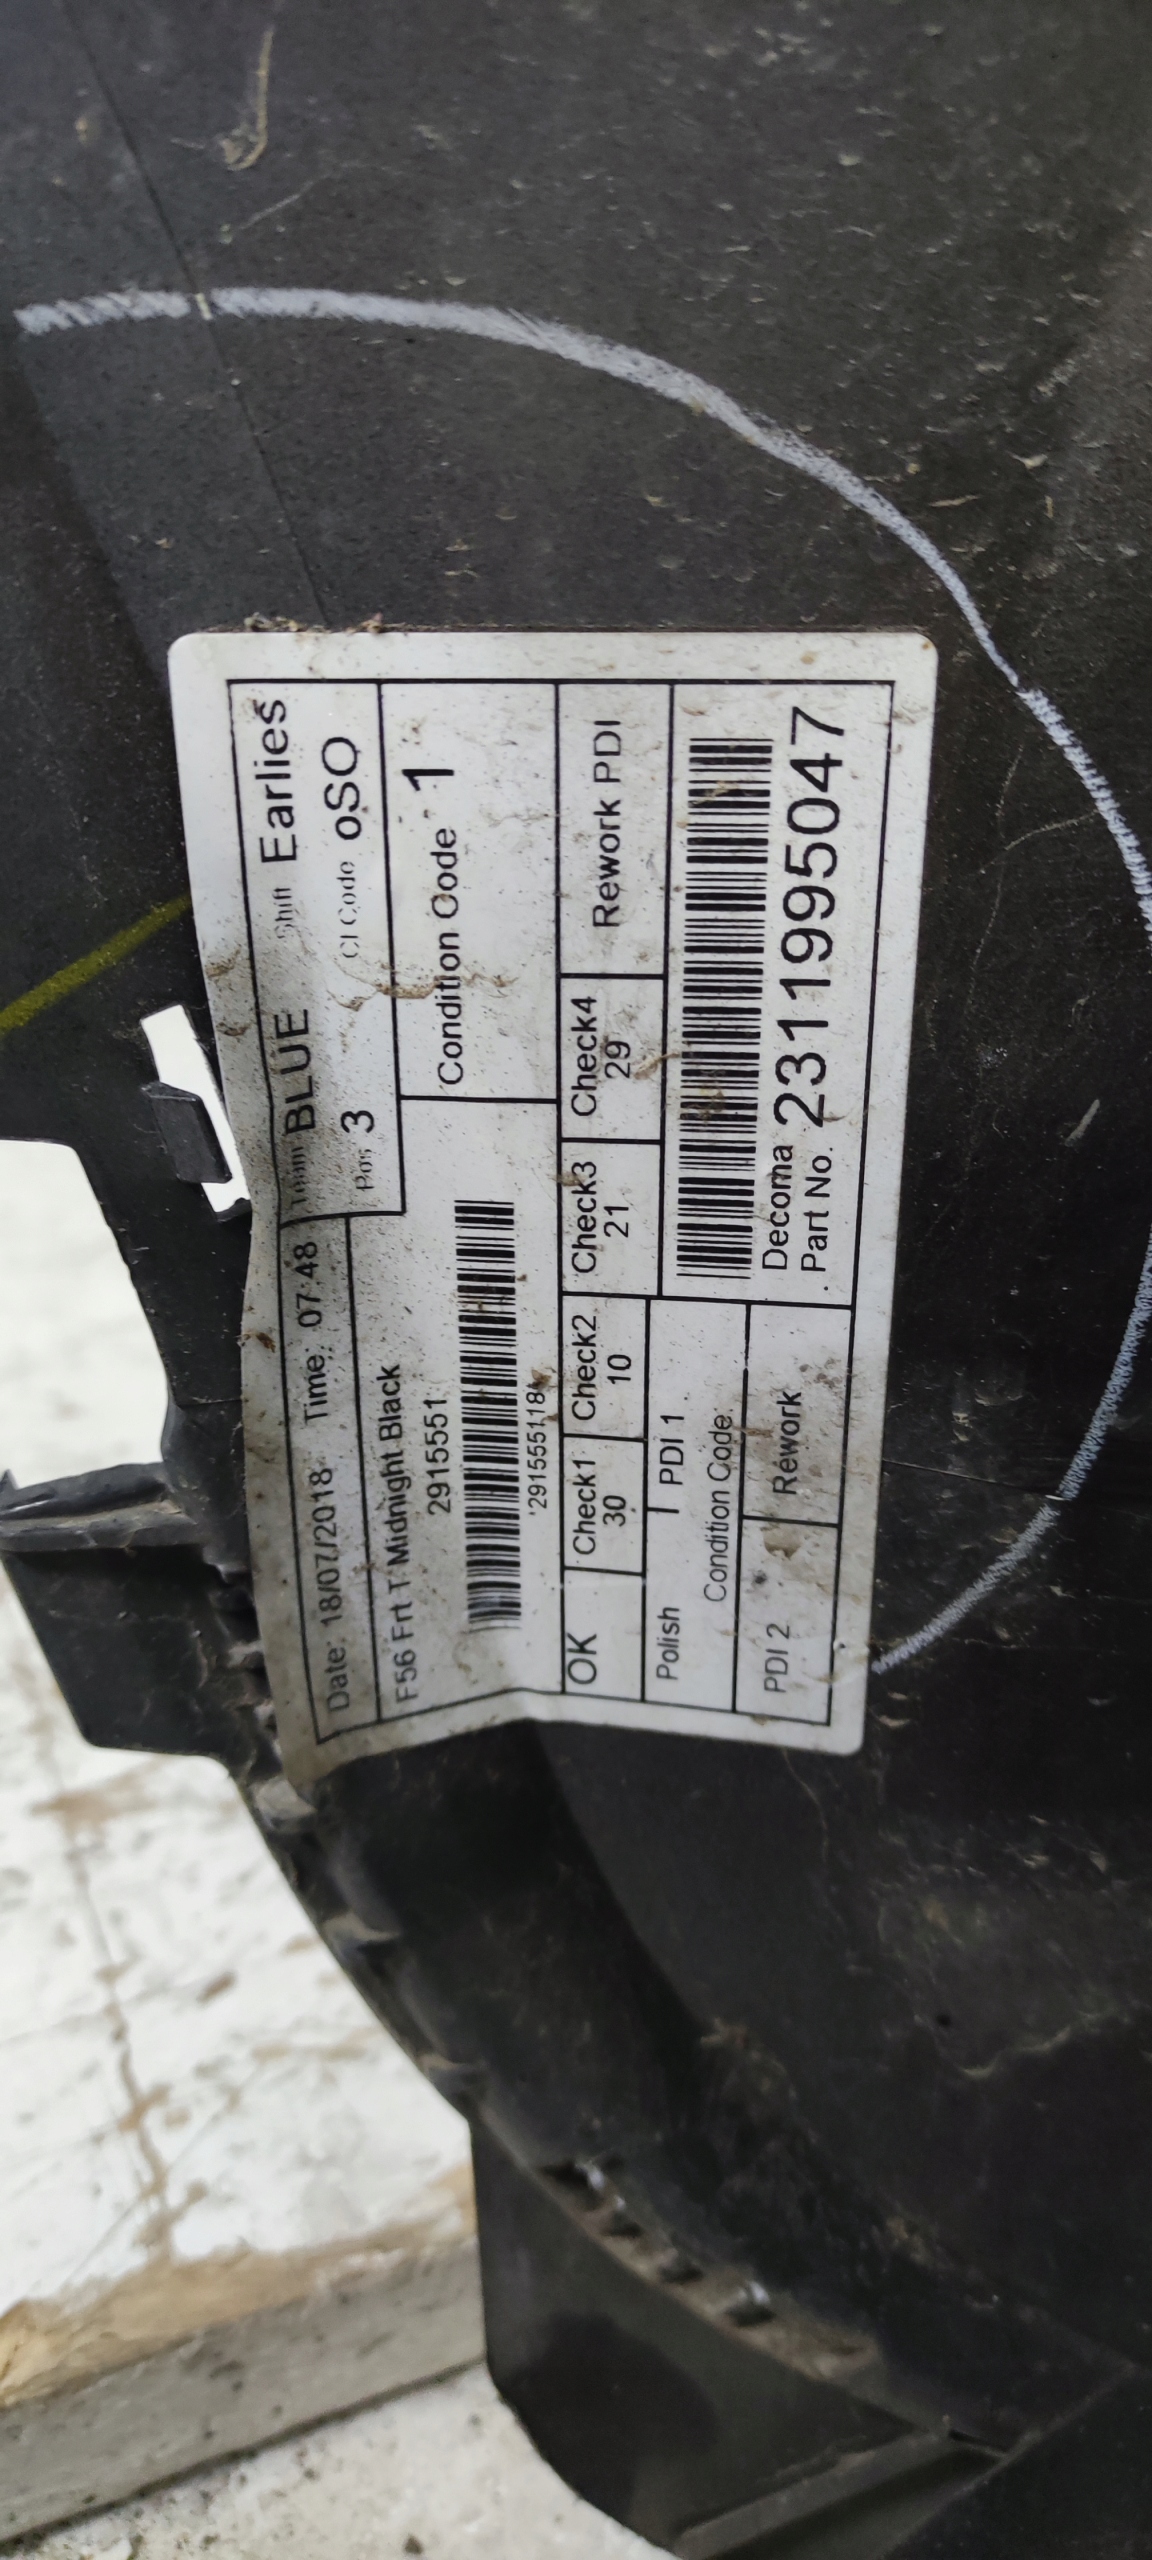 Date: 18/07/2018 Time: 07:48 Team BLUE Shift Earlies
Pos 3 CI Code oSO
F56 Frt T Midnight Black
2915551
Condition Code 1
*291555118*
OK Check1 Check2 Check3 Check4 Rework PDI
30 10 21 29
Polish PDI 1
Condition Code:
PDI 2 Rework
Decoma
Part No. 2311995047